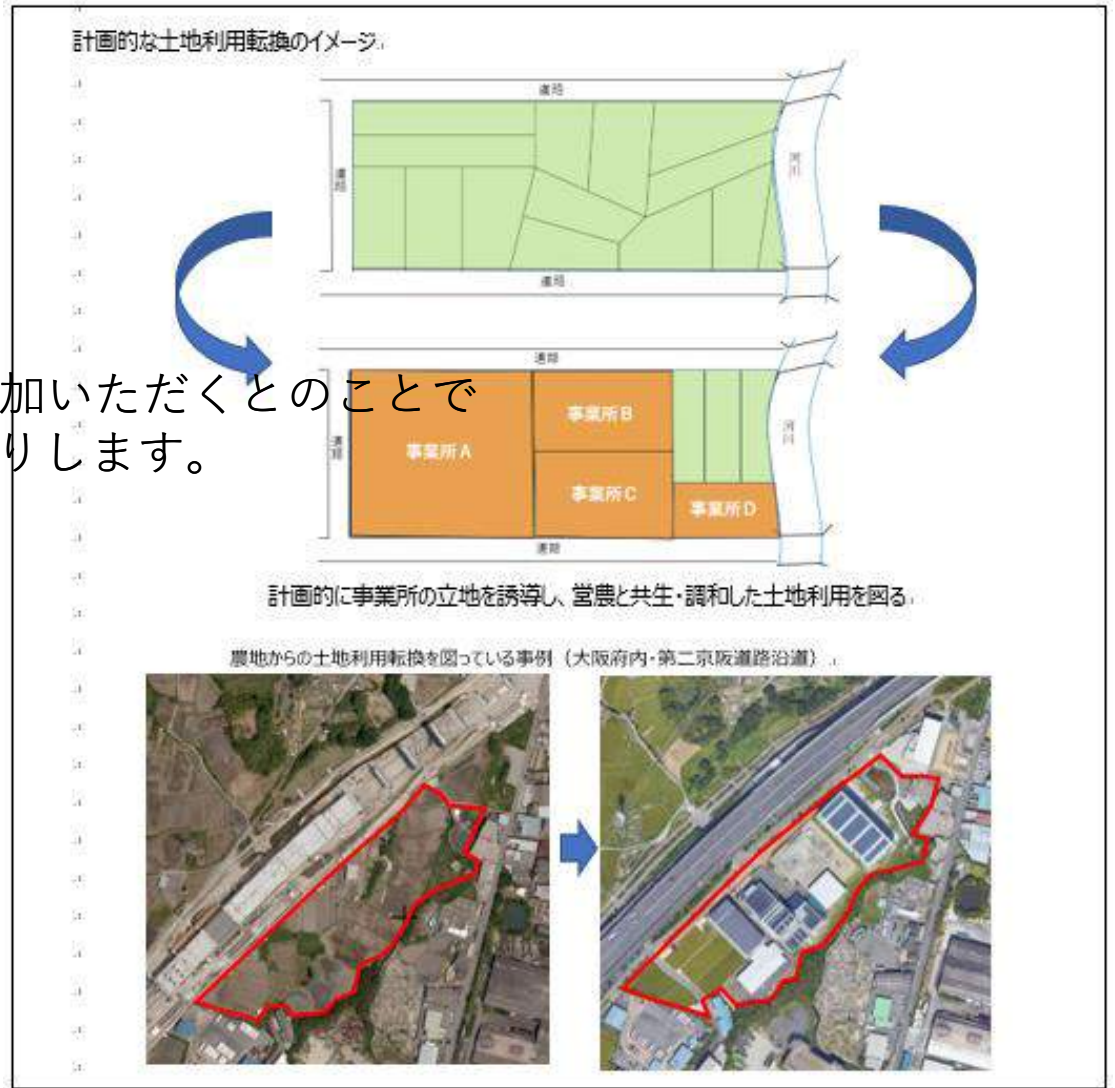 計画的な土地利用転換のイメージ
道路
道路
河川
道路
道路
加いただくとのことで
りします。
道路
事業所A
事業所B
事業所C
事業所D
河川
道路
計画的に事業所の立地を誘導し、営農と共生・調和した土地利用を図る
農地からの土地利用転換を図っている事例（大阪府内・第二京阪道路沿道）